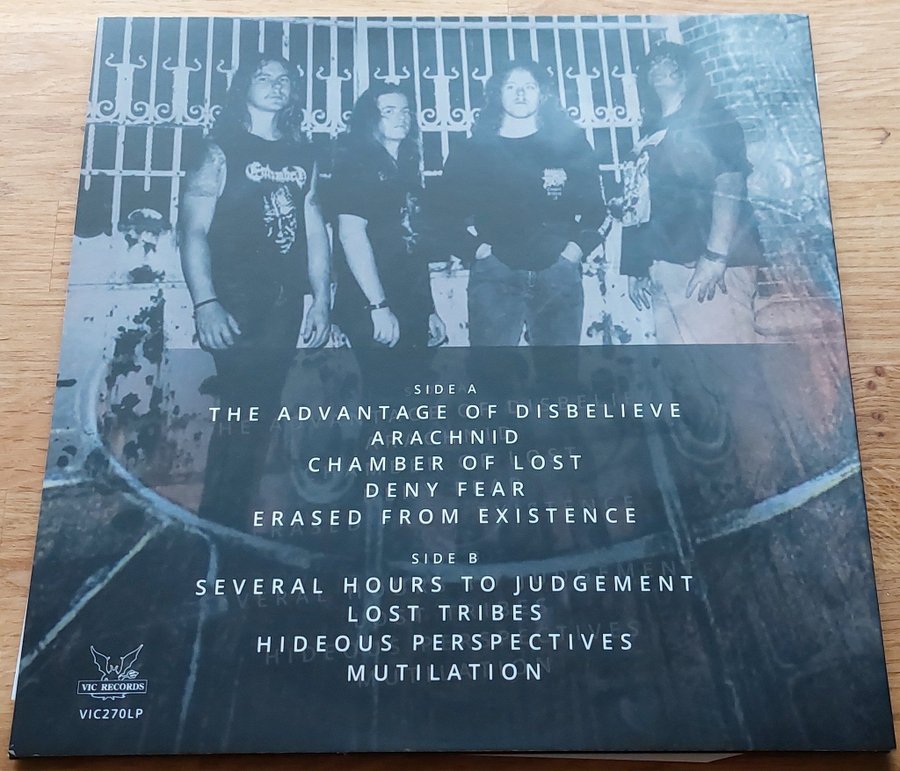 Entombed
SIDE A
THE ADVANTAGE OF DISBELIEVE
ARACHNID
CHAMBER OF LOST
DENY FEAR
ERASED FROM EXISTENCE
SIDE B
SEVERAL HOURS TO JUDGEMENT
LOST TRIBES
HIDEOUS PERSPECTIVES
MUTILATION
VIC RECORDS
VIC270LP